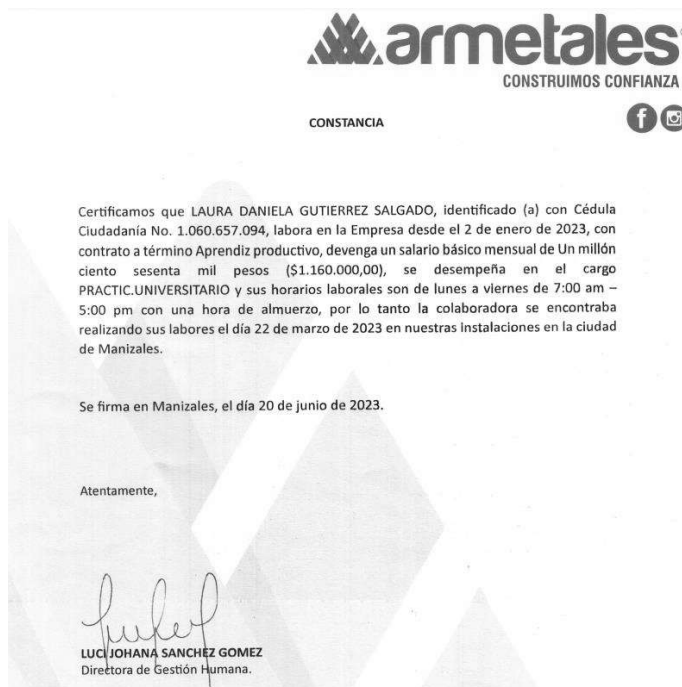 armetales
CONSTRUIMOS CONFIANZA
CONSTANCIA
Certificamos que LAURA DANIELA GUTIERREZ SALGADO, identificado (a) con Cédula
Ciudadanía No. 1.060.657.094, labora en la Empresa desde el 2 de enero de 2023, con
contrato a término Aprendiz productivo, devenga un salario básico mensual de Un millón
ciento sesenta mil pesos ($1.160.000,00), se desempeña en el cargo
PRACTIC.UNIVERSITARIO y sus horarios laborales son de lunes a viernes de 7:00 am –
5:00 pm con una hora de almuerzo, por lo tanto la colaboradora se encontraba
realizando sus labores el día 22 de marzo de 2023 en nuestras instalaciones en la ciudad
de Manizales.
Se firma en Manizales, el día 20 de junio de 2023.
Atentamente,
LUCI JOHANA SANCHEZ GOMEZ
Directora de Gestión Humana.